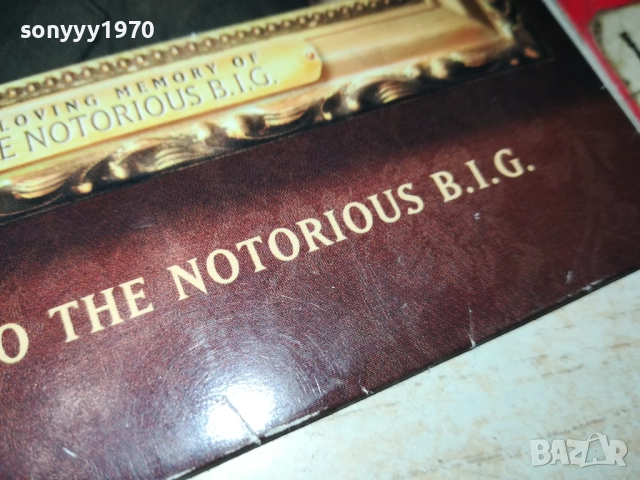 sonyyy1970
LOVING MEMORY OF
THE NOTORIOUS B.I.G.
O THE NOTORIOUS B.I.G.
BAZAR